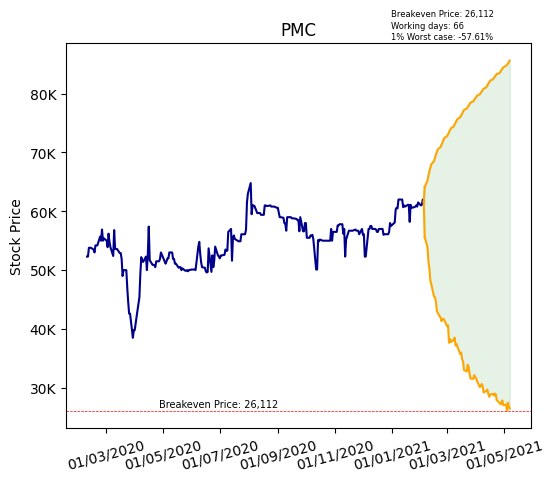 Breakeven Price: 26,112
Working days: 66
1% Worst case: -57.61%
PMC
Stock Price
80K
70K
60K
50K
40K
30K
Breakeven Price: 26,112
01/03/2020
01/05/2020
01/07/2020
01/09/2020
01/11/2020
01/01/2021
01/03/2021
01/05/2021